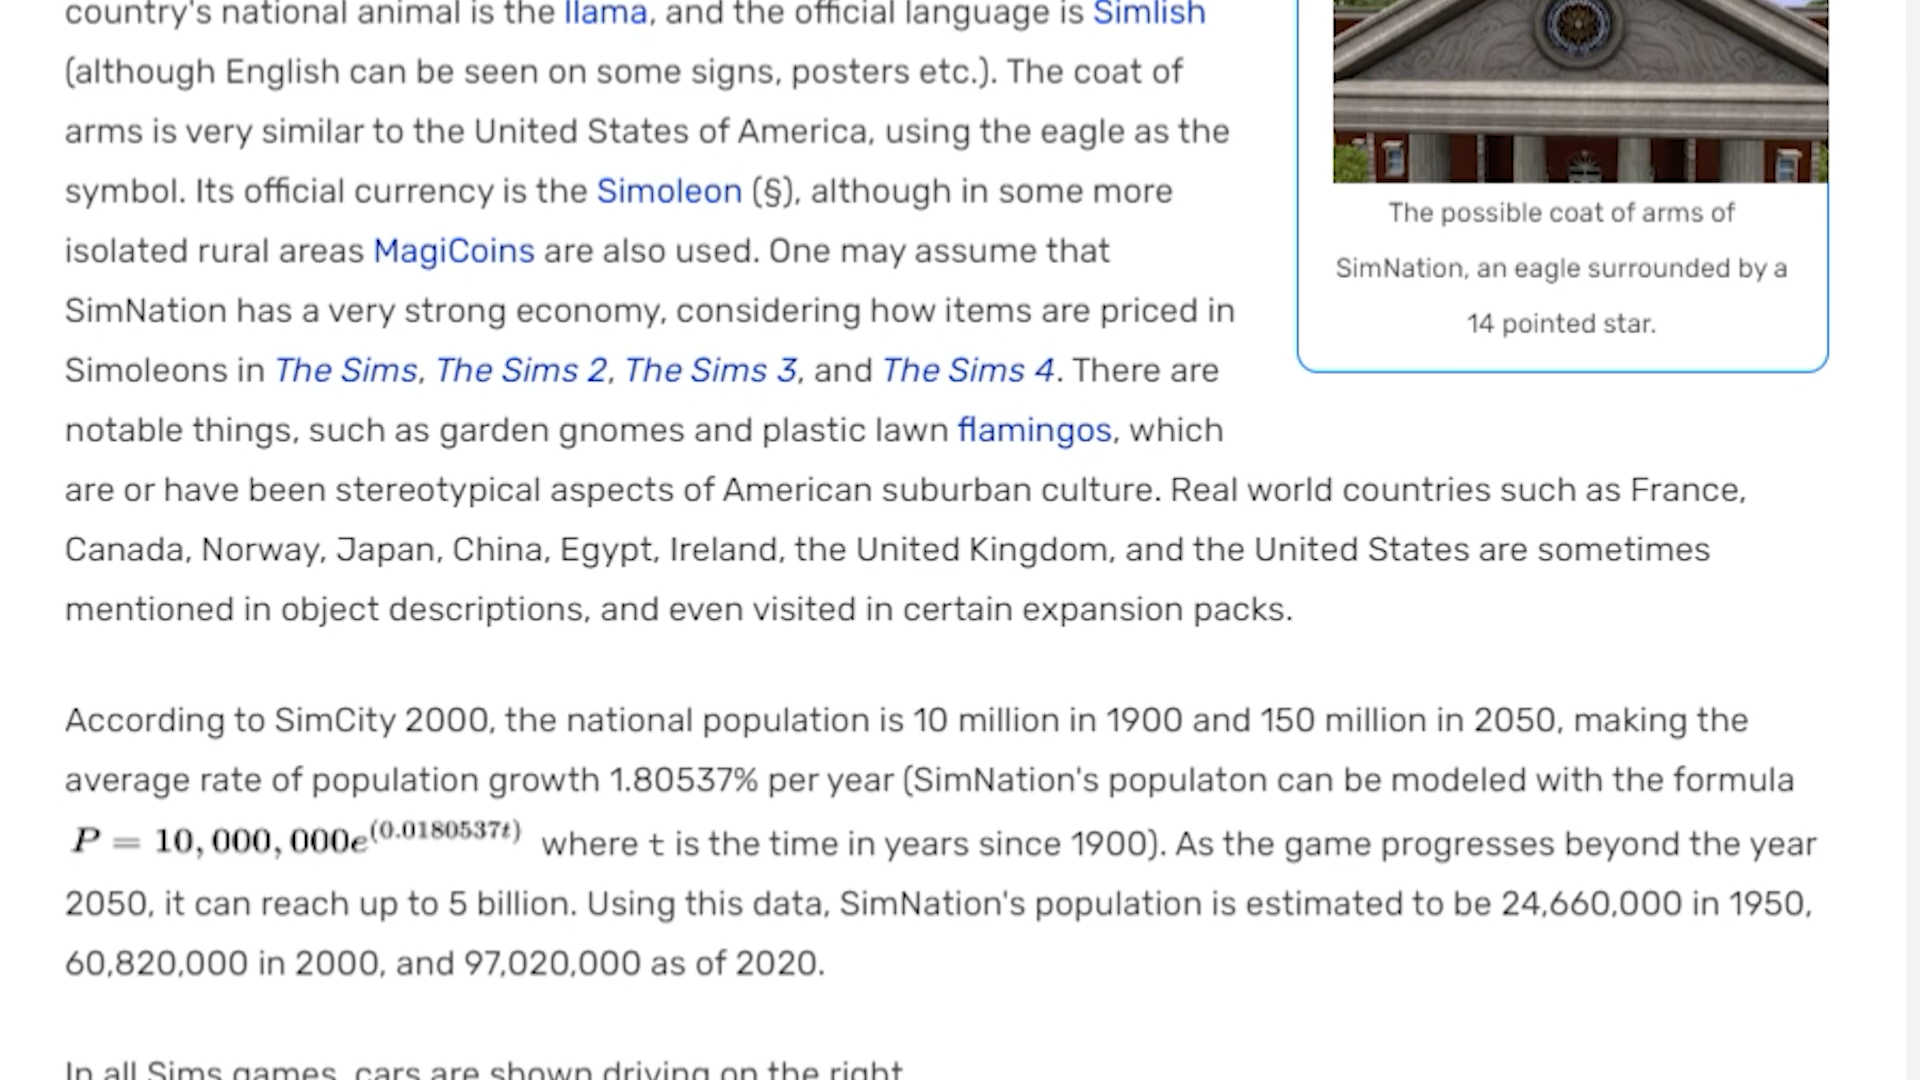 country's national animal is the llama, and the official language is Simlish
(although English can be seen on some signs, posters etc.). The coat of
arms is very similar to the United States of America, using the eagle as the
symbol. Its official currency is the Simoleon (§), although in some more
isolated rural areas MagiCoins are also used. One may assume that
SimNation has a very strong economy, considering how items are priced in
Simoleons in The Sims, The Sims 2, The Sims 3, and The Sims 4. There are
notable things, such as garden gnomes and plastic lawn flamingos, which
are or have been stereotypical aspects of American suburban culture. Real world countries such as France,
Canada, Norway, Japan, China, Egypt, Ireland, the United Kingdom, and the United States are sometimes
mentioned in object descriptions, and even visited in certain expansion packs.
The possible coat of arms of
SimNation, an eagle surrounded by a
14 pointed star.
According to SimCity 2000, the national population is 10 million in 1900 and 150 million in 2050, making the
average rate of population growth 1.80537% per year (SimNation's populaton can be modeled with the formula
P = 10,000,000e^(0.0180537t) where t is the time in years since 1900). As the game progresses beyond the year
2050, it can reach up to 5 billion. Using this data, SimNation's population is estimated to be 24,660,000 in 1950,
60,820,000 in 2000, and 97,020,000 as of 2020.
In all Sims games, cars are shown driving on the right